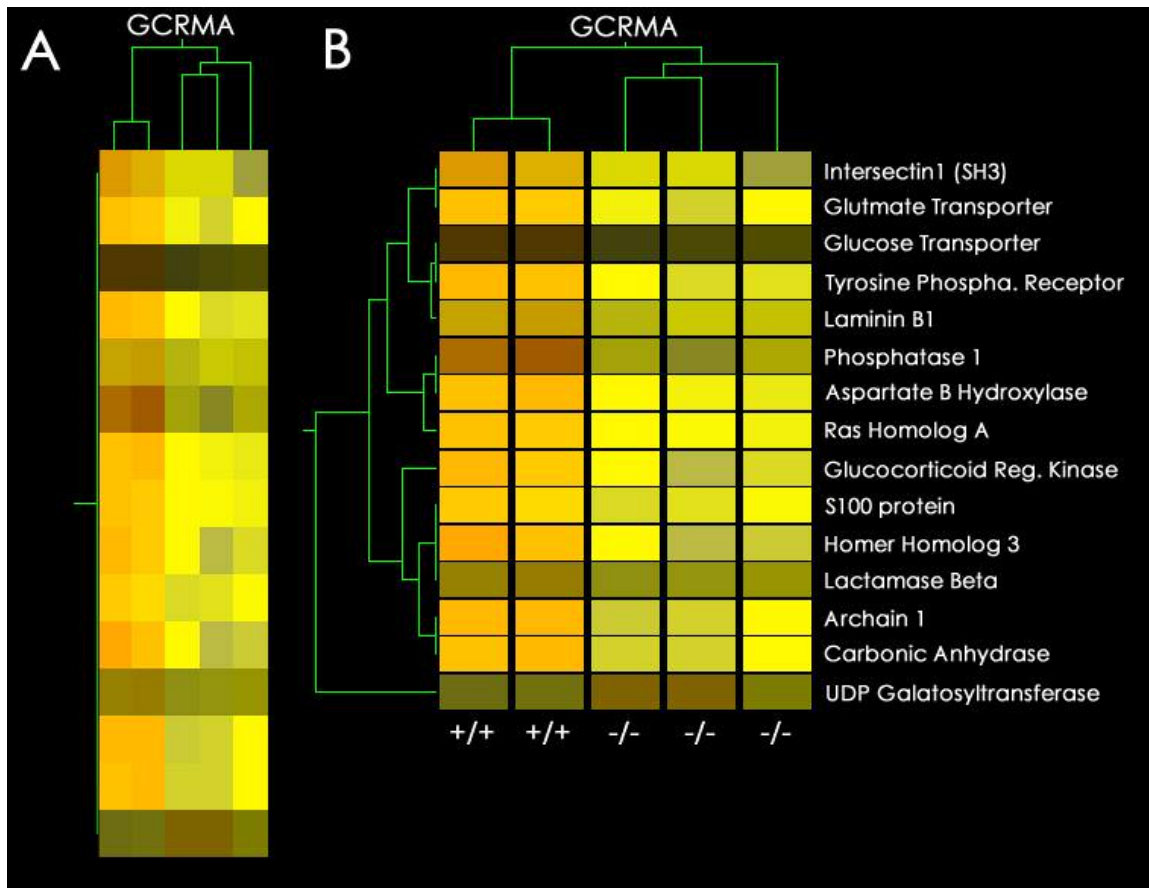 A
GCRMA
B
GCRMA
Intersectin1 (SH3)
Glutmate Transporter
Glucose Transporter
Tyrosine Phospha. Receptor
Laminin B1
Phosphatase 1
Aspartate B Hydroxylase
Ras Homolog A
Glucocorticoid Reg. Kinase
S100 protein
Homer Homolog 3
Lactamase Beta
Archain 1
Carbonic Anhydrase
UDP Galatosyltransferase
+/+ +/+ -/- -/- -/-